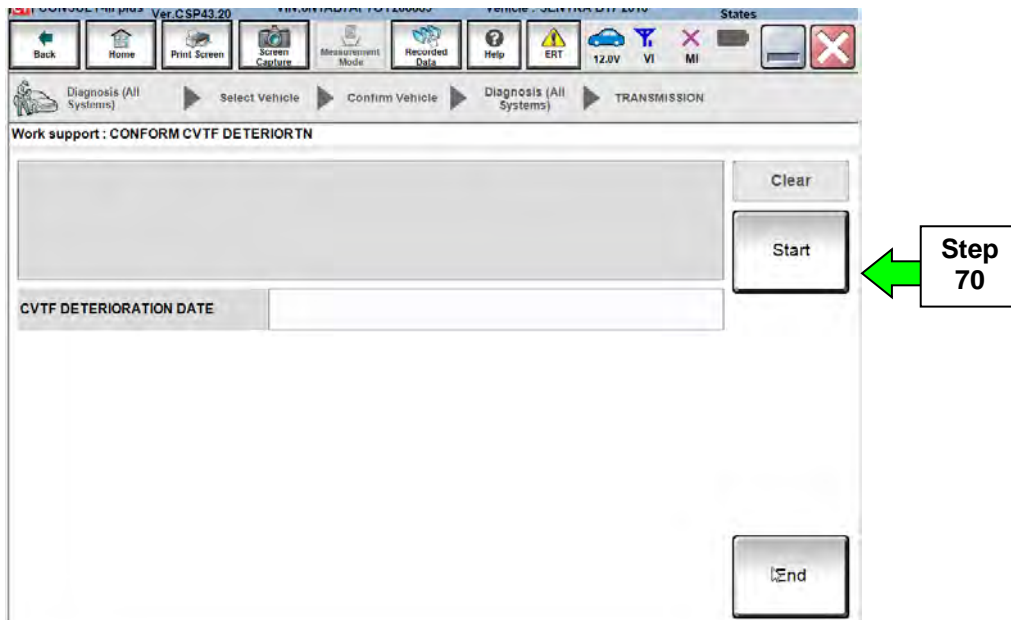 Ver.CSP43.20
States
Back
Home
Print Screen
Screen Capture
Measurement Mode
Recorded Data
Help
ERT
12.0V
VI
MI
Diagnosis (All Systems)
Select Vehicle
Confirm Vehicle
Diagnosis (All Systems)
TRANSMISSION
Work support : CONFORM CVTF DETERIORTN
Clear
Start
Step
70
CVTF DETERIORATION DATE
End